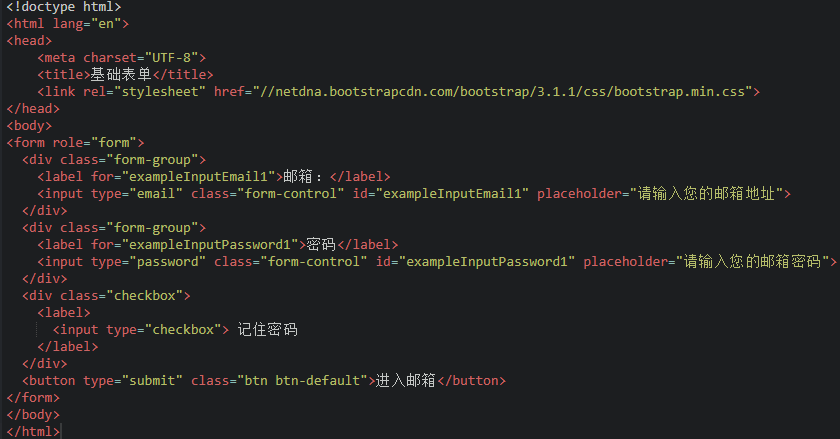 <!doctype html>
<html lang="en">
<head>
    <meta charset="UTF-8">
    <title>基础表单</title>
    <link rel="stylesheet" href="//netdna.bootstrapcdn.com/bootstrap/3.1.1/css/bootstrap.min.css">
</head>
<body>
<form role="form">
  <div class="form-group">
    <label for="exampleInputEmail1">邮箱：</label>
    <input type="email" class="form-control" id="exampleInputEmail1" placeholder="请输入您的邮箱地址">
  </div>
  <div class="form-group">
    <label for="exampleInputPassword1">密码</label>
    <input type="password" class="form-control" id="exampleInputPassword1" placeholder="请输入您的邮箱密码">
  </div>
  <div class="checkbox">
    <label>
      <input type="checkbox"> 记住密码
    </label>
  </div>
  <button type="submit" class="btn btn-default">进入邮箱</button>
</form>
</body>
</html>